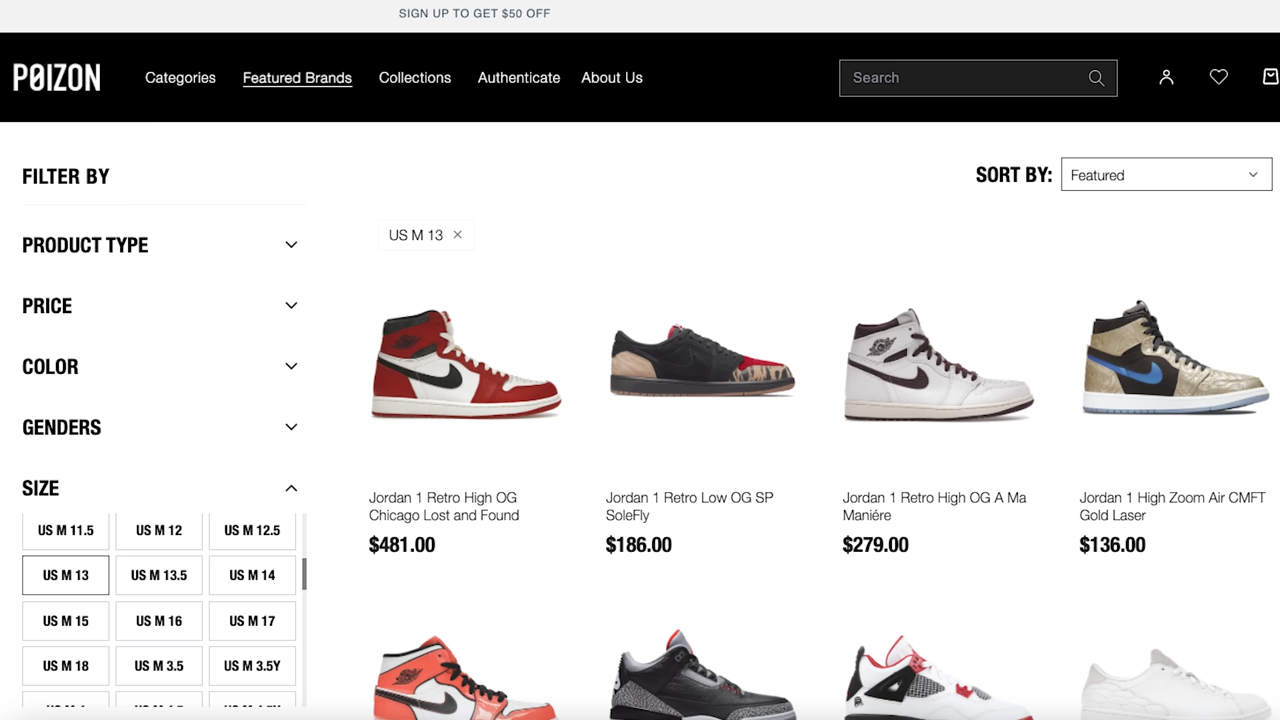 SIGN UP TO GET $50 OFF
PØIZON
Categories
Featured Brands
Collections
Authenticate
About Us
Search
FILTER BY
SORT BY:
Featured
PRODUCT TYPE
US M 13
PRICE
COLOR
GENDERS
SIZE
US M 11.5
US M 12
US M 12.5
US M 13
US M 13.5
US M 14
US M 15
US M 16
US M 17
US M 18
US M 3.5
US M 3.5Y
Jordan 1 Retro High OG
Chicago Lost and Found
$481.00
Jordan 1 Retro Low OG SP
SoleFly
$186.00
Jordan 1 Retro High OG A Ma
Maniére
$279.00
Jordan 1 High Zoom Air CMFT
Gold Laser
$136.00